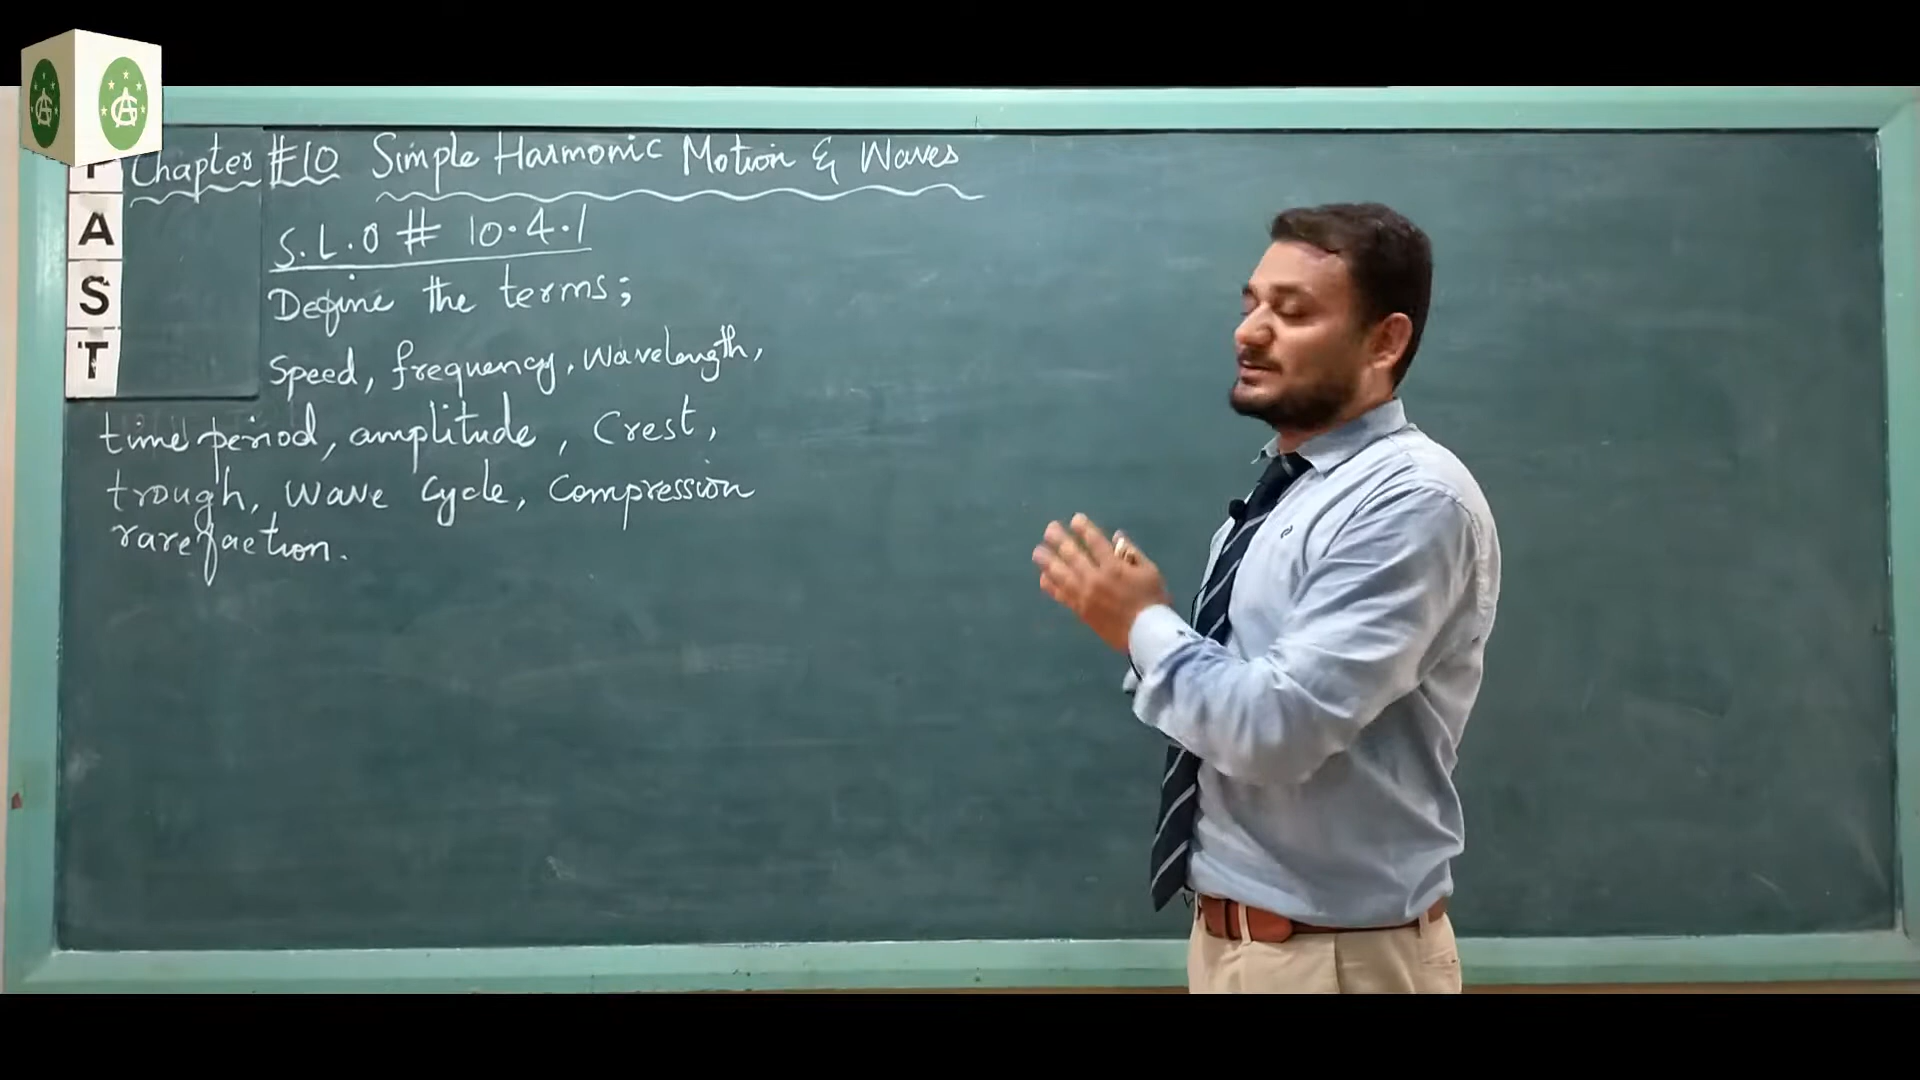 Chapter #10 Simple Harmonic Motion & Waves
S.L.O # 10.4.1
Define the terms;
Speed, frequency, wavelength,
time period, amplitude, Crest,
trough, wave cycle, Compression
rarefaction.
F
A
S
T